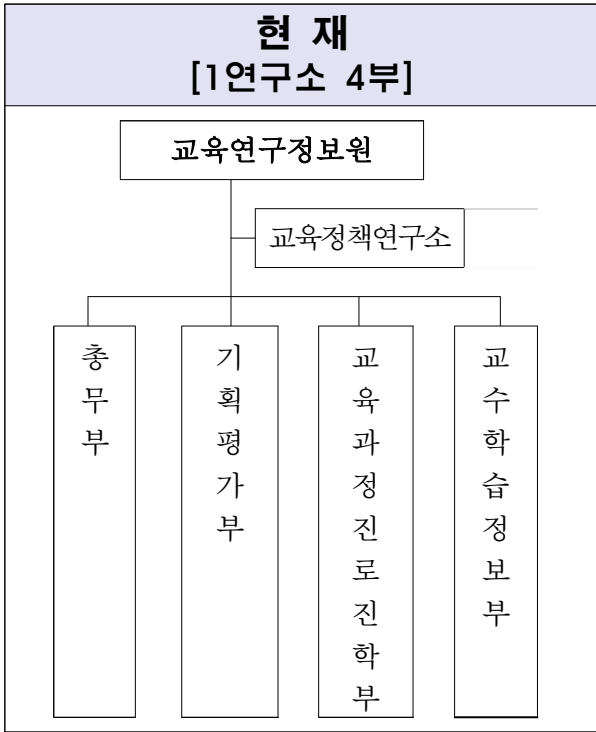 현 재
[1연구소 4부]
교육연구정보원
교육정책연구소
총무부
기획평가부
교육과정진로진학부
교수학습정보부